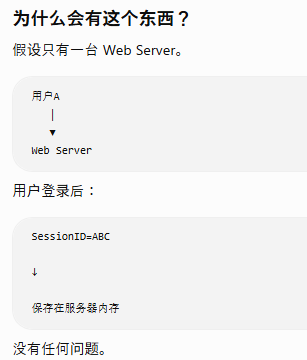 为什么会有这个东西？
假设只有一台 Web Server。
用户A
│
▼
Web Server
用户登录后：
SessionID=ABC
↓
保存在服务器内存
没有任何问题。